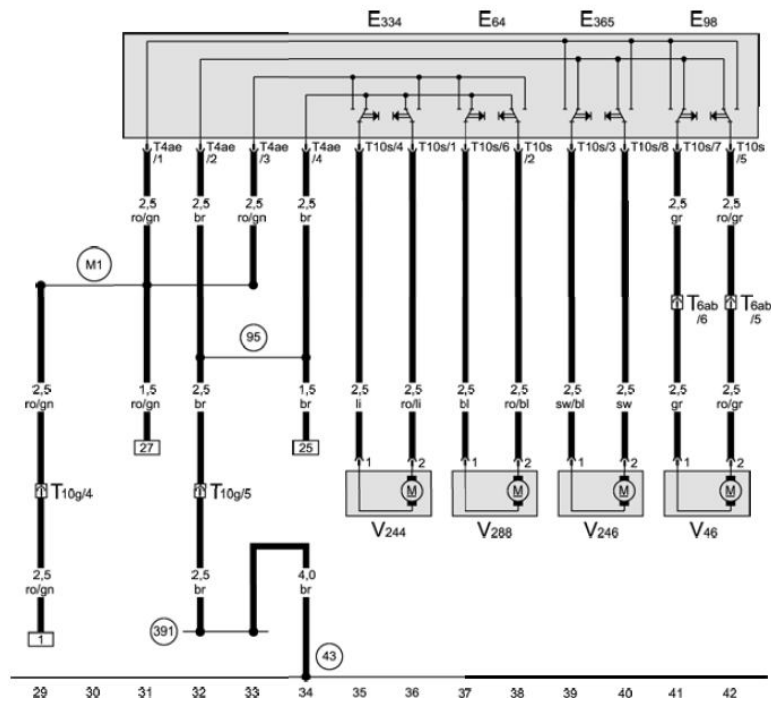 E334 E64 E365 E98
T4ae/1 T4ae/2 T4ae/3 T4ae/4 T10s/4 T10s/1 T10s/6 T10s/2 T10s/3 T10s/8 T10s/7 T10s/5
2,5 ro/gn 2,5 br 2,5 ro/gn 2,5 br 2,5 gr 2,5 ro/gr
M1
T6ab/6 T6ab/5
95
2,5 ro/gn 1,5 ro/gn 2,5 br 1,5 br 2,5 li 2,5 ro/li 2,5 bl 2,5 ro/bl 2,5 sw/bl 2,5 sw 2,5 gr 2,5 ro/gr
27 25
1 2 1 2 1 2 1 2
T10g/4 T10g/5
M M M M
V244 V288 V246 V46
2,5 ro/gn 2,5 br 4,0 br
1 391
43
29 30 31 32 33 34 35 36 37 38 39 40 41 42